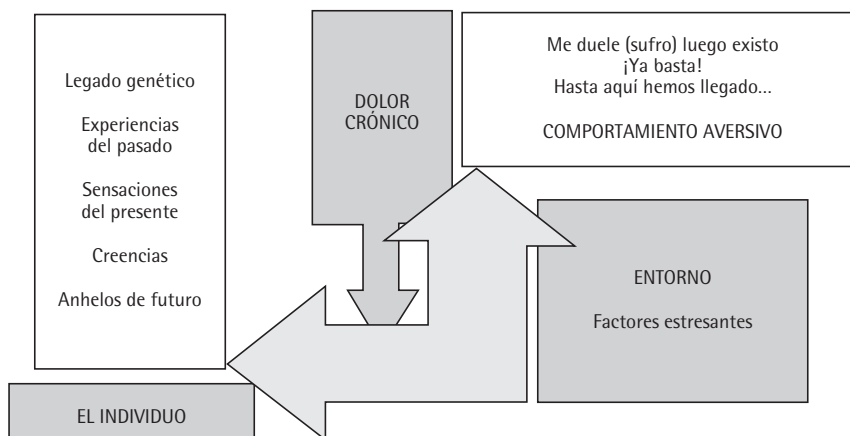 Legado genético
Experiencias
del pasado
Sensaciones
del presente
Creencias
Anhelos de futuro
EL INDIVIDUO
DOLOR
CRÓNICO
Me duele (sufro) luego existo
¡Ya basta!
Hasta aquí hemos llegado...
COMPORTAMIENTO AVERSIVO
ENTORNO
Factores estresantes